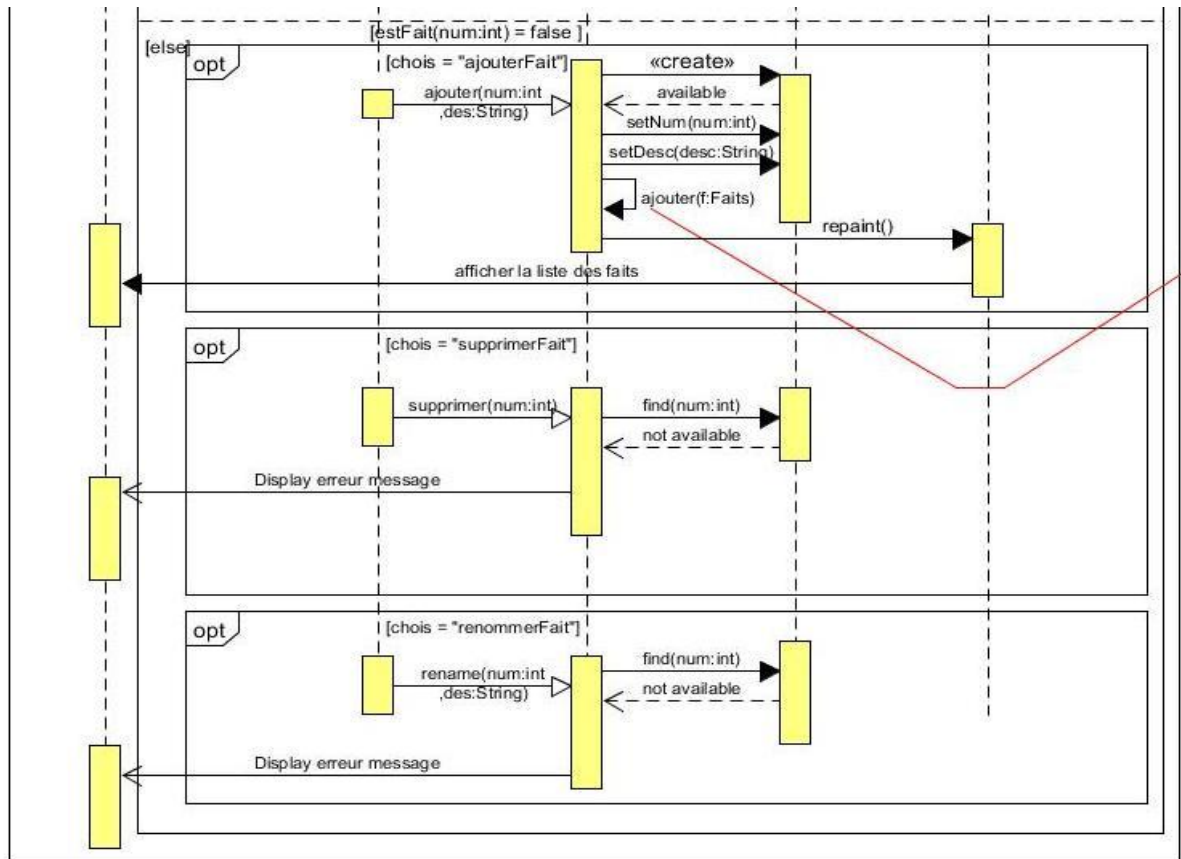 [estFait(num:int) = false ]
[else]
opt
[chois = "ajouterFait"]
«create»
ajouter(num:int
,des:String)
available
setNum(num:int)
setDesc(desc:String)
ajouter(f:Faits)
repaint()
afficher la liste des faits
opt
[chois = "supprimerFait"]
supprimer(num:int)
find(num:int)
not available
Display erreur message
opt
[chois = "renommerFait"]
rename(num:int
,des:String)
find(num:int)
not available
Display erreur message